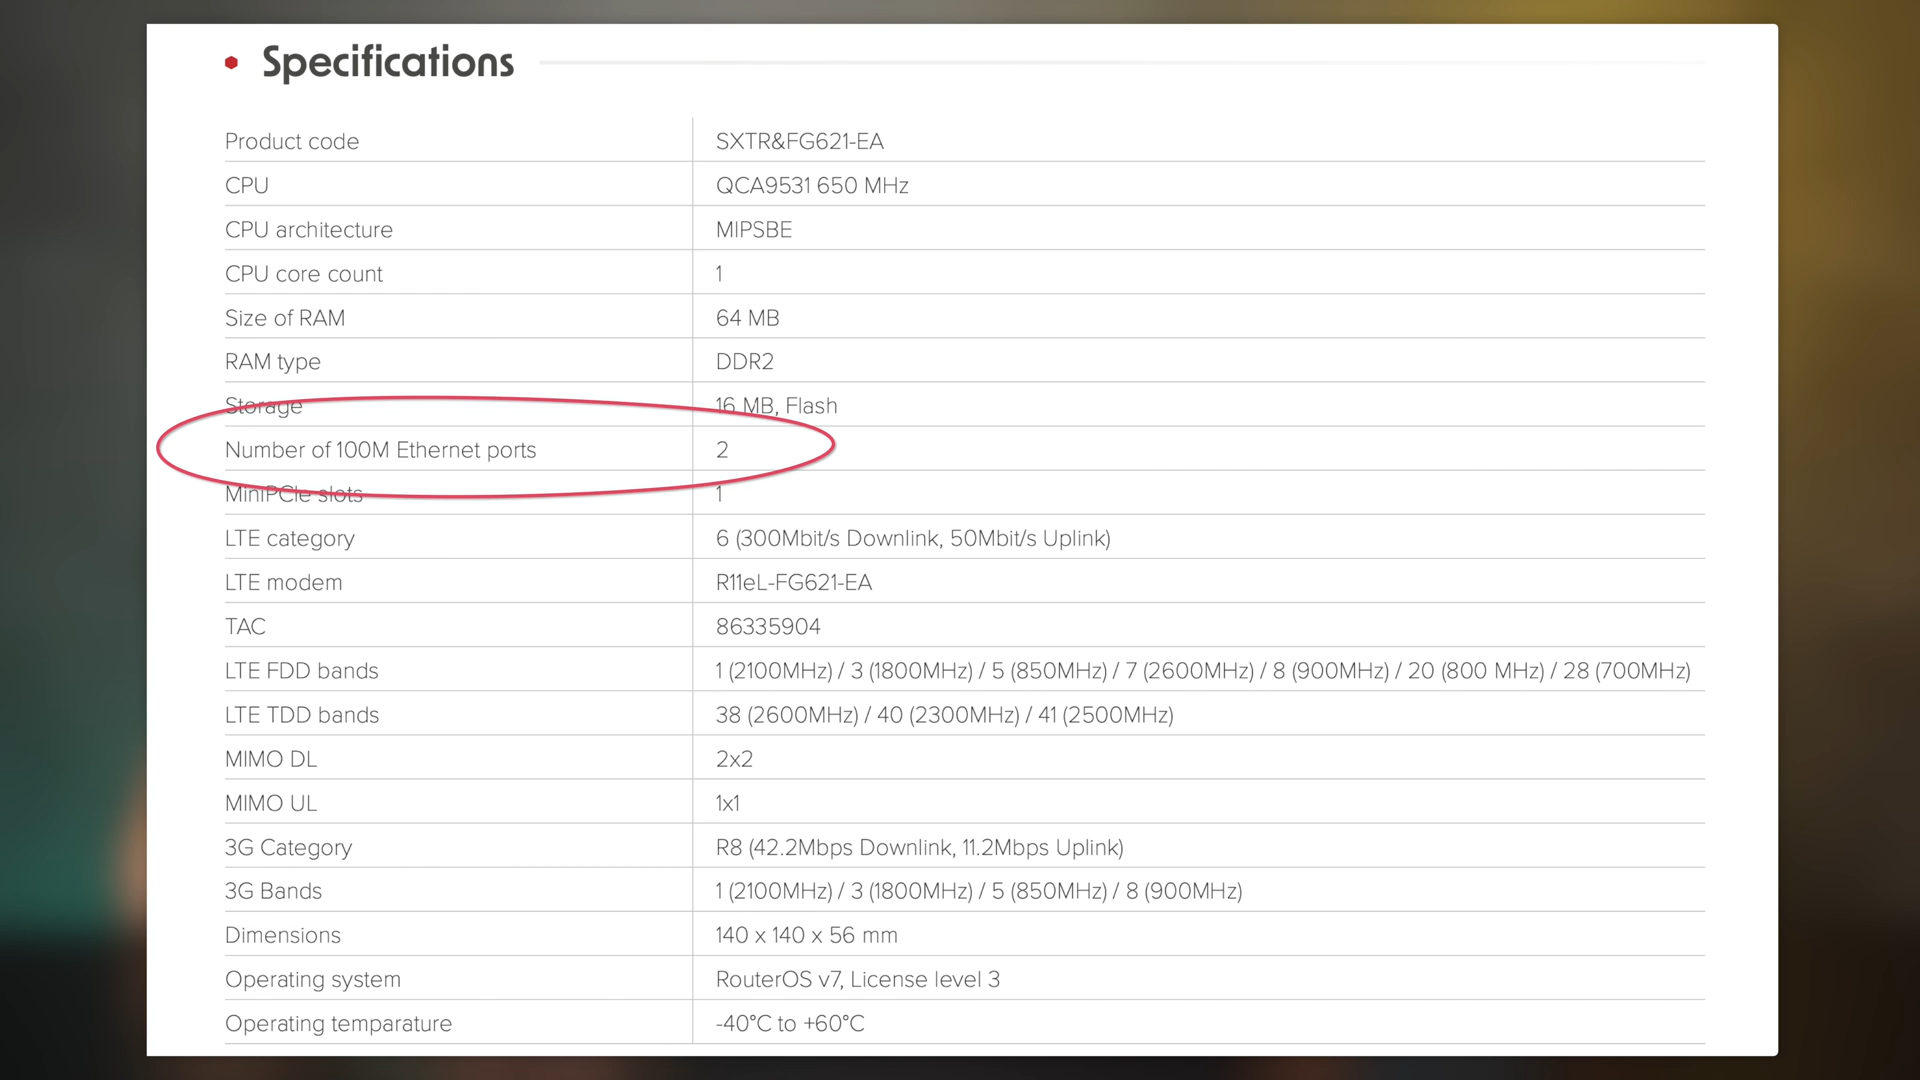 Specifications
Product code SXTR&FG621-EA
CPU QCA9531 650 MHz
CPU architecture MIPSBE
CPU core count 1
Size of RAM 64 MB
RAM type DDR2
Storage 16 MB, Flash
Number of 100M Ethernet ports 2
MiniPCIe slots 1
LTE category 6 (300Mbit/s Downlink, 50Mbit/s Uplink)
LTE modem R11eL-FG621-EA
TAC 86335904
LTE FDD bands 1 (2100MHz) / 3 (1800MHz) / 5 (850MHz) / 7 (2600MHz) / 8 (900MHz) / 20 (800 MHz) / 28 (700MHz)
LTE TDD bands 38 (2600MHz) / 40 (2300MHz) / 41 (2500MHz)
MIMO DL 2x2
MIMO UL 1x1
3G Category R8 (42.2Mbps Downlink, 11.2Mbps Uplink)
3G Bands 1 (2100MHz) / 3 (1800MHz) / 5 (850MHz) / 8 (900MHz)
Dimensions 140 x 140 x 56 mm
Operating system RouterOS v7, License level 3
Operating temparature -40°C to +60°C